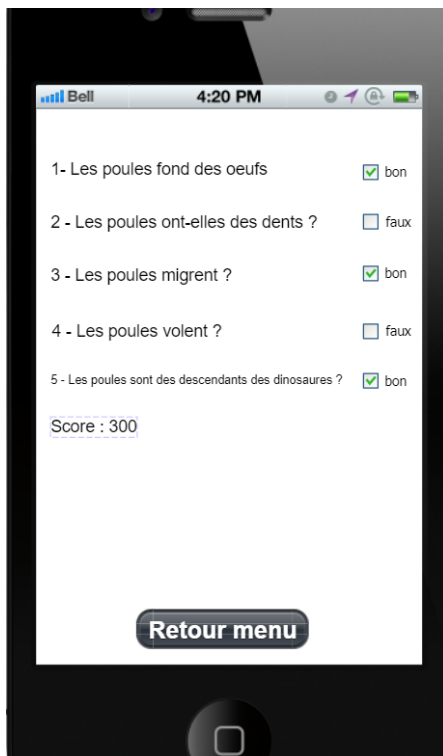 Bell 4:20 PM
1- Les poules fond des oeufs bon
2 - Les poules ont-elles des dents ? faux
3 - Les poules migrent ? bon
4 - Les poules volent ? faux
5 - Les poules sont des descendants des dinosaures ? bon
Score : 300
Retour menu